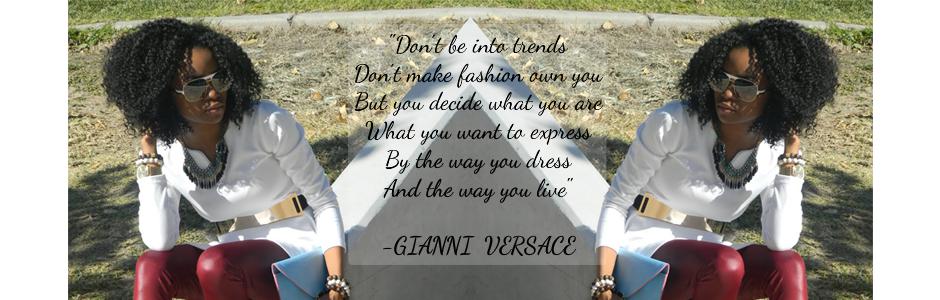 "Don't be into trends
Don't make fashion own you
But you decide what you are
What you want to express
By the way you dress
And the way you live"
-GIANNI VERSACE